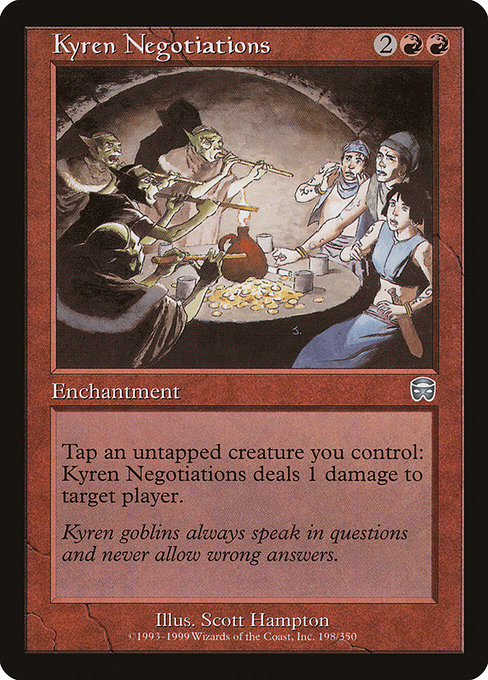 Kyren Negotiations 2
Enchantment
Tap an untapped creature you control:
Kyren Negotiations deals 1 damage to
target player.
Kyren goblins always speak in questions
and never allow wrong answers.
Illus. Scott Hampton
©1993–1999 Wizards of the Coast, Inc. 198/350